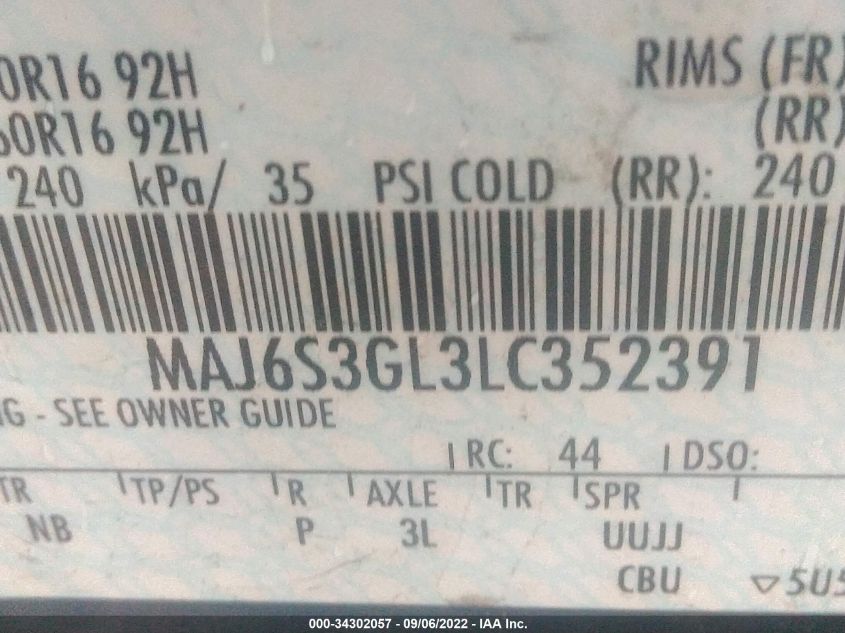 0R16 92H RIMS (FR)
60R16 92H (RR)
240 kPa/ 35 PSI COLD (RR): 240
MAJ6S3GL3LC352391
NG - SEE OWNER GUIDE
RC: 44 DSO:
TR TP/PS R AXLE TR SPR
NB P 3L UUJJ
CBU ▽5U5
000-34302057 - 09/06/2022 - IAA Inc.